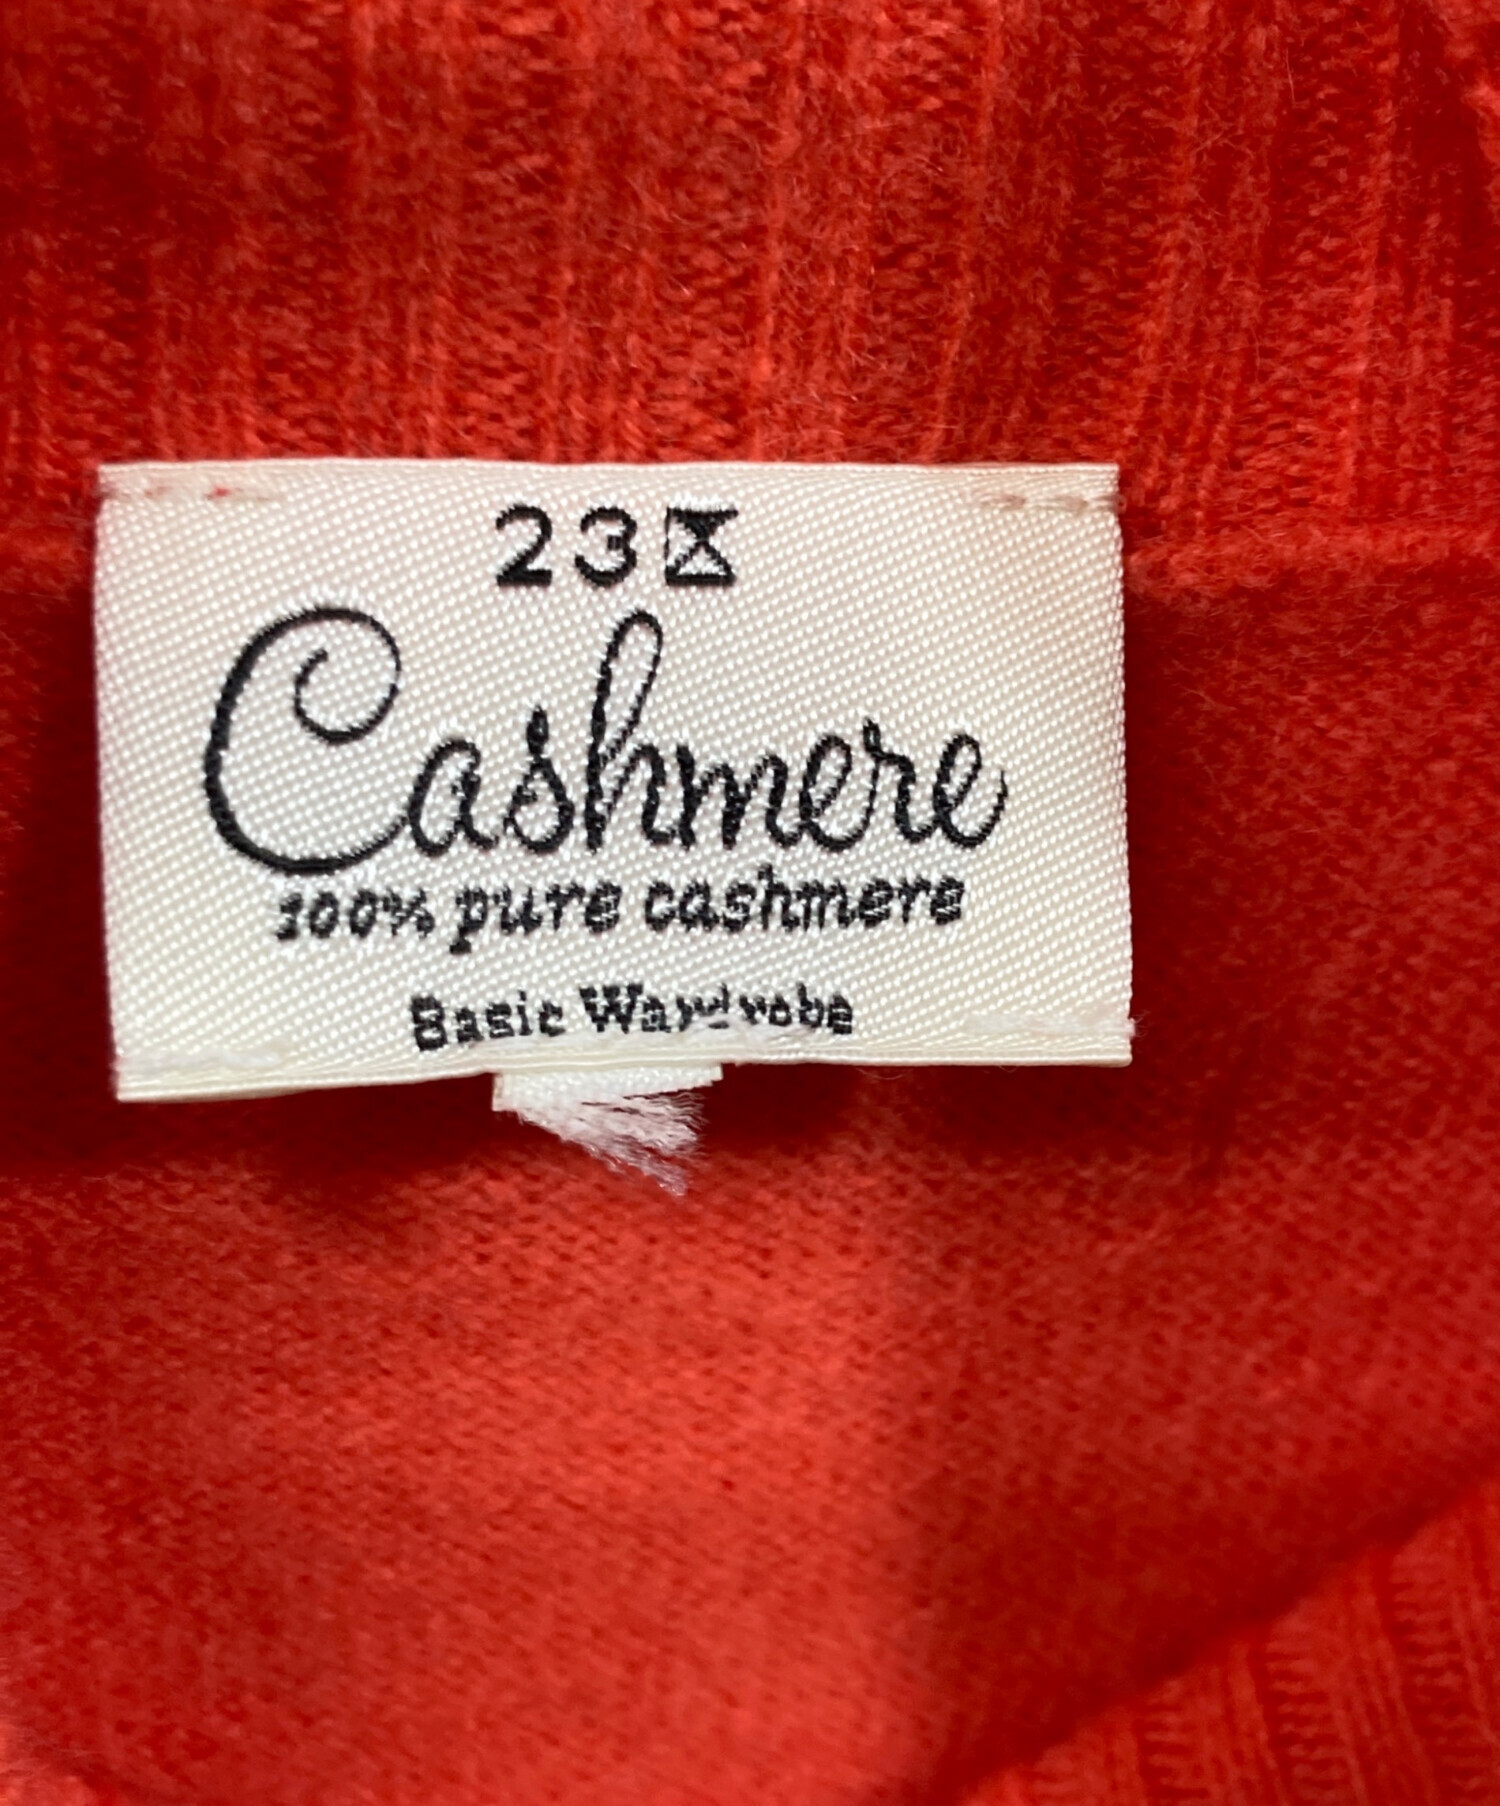 23区
Cashmere
100% pure cashmere
Basic Wardrobe